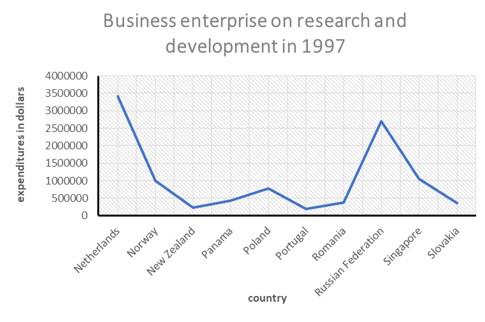 Business enterprise on research and
development in 1997
4000000
3500000
3000000
2500000
2000000
1500000
1000000
500000
0
expenditures in dollars
Netherlands
Norway
New Zealand
Panama
Poland
Portugal
Romania
Russian Federation
Singapore
Slovakia
country